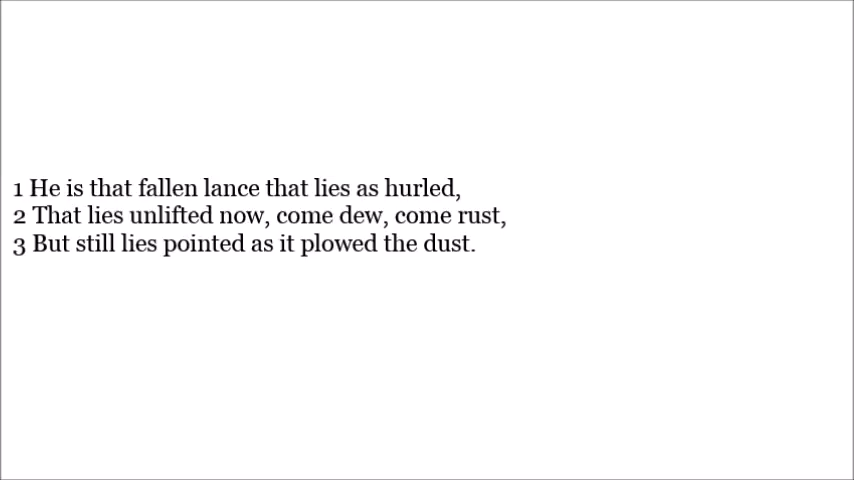 1 He is that fallen lance that lies as hurled,
2 That lies unlifted now, come dew, come rust,
3 But still lies pointed as it plowed the dust.